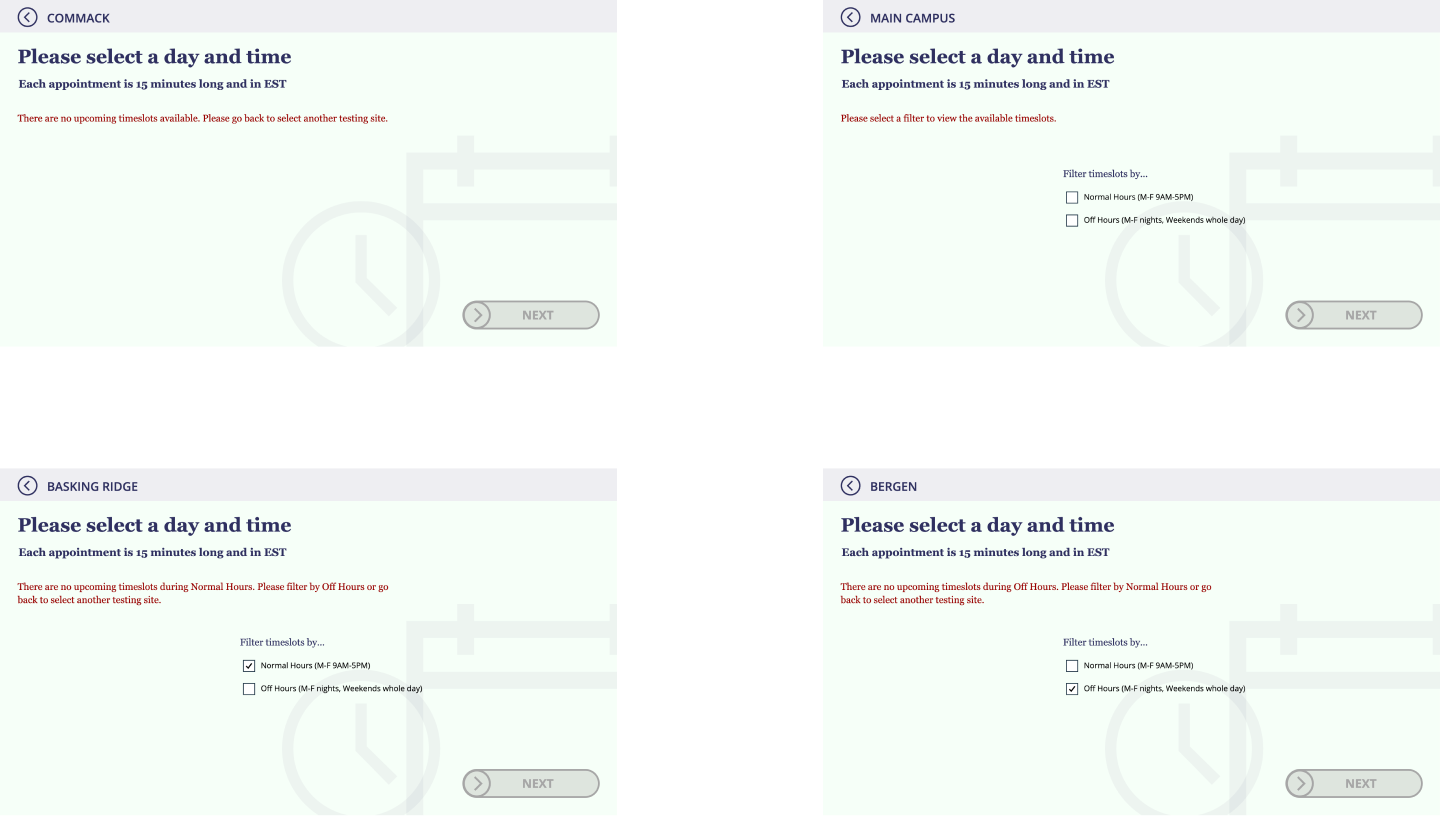 COMMACK
Please select a day and time
Each appointment is 15 minutes long and in EST
There are no upcoming timeslots available. Please go back to select another testing site.
NEXT
MAIN CAMPUS
Please select a day and time
Each appointment is 15 minutes long and in EST
Please select a filter to view the available timeslots.
Filter timeslots by...
Normal Hours (M-F 9AM-5PM)
Off Hours (M-F nights, Weekends whole day)
NEXT
BASKING RIDGE
Please select a day and time
Each appointment is 15 minutes long and in EST
There are no upcoming timeslots during Normal Hours. Please filter by Off Hours or go
back to select another testing site.
Filter timeslots by...
Normal Hours (M-F 9AM-5PM)
Off Hours (M-F nights, Weekends whole day)
NEXT
BERGEN
Please select a day and time
Each appointment is 15 minutes long and in EST
There are no upcoming timeslots during Off Hours. Please filter by Normal Hours or go
back to select another testing site.
Filter timeslots by...
Normal Hours (M-F 9AM-5PM)
Off Hours (M-F nights, Weekends whole day)
NEXT